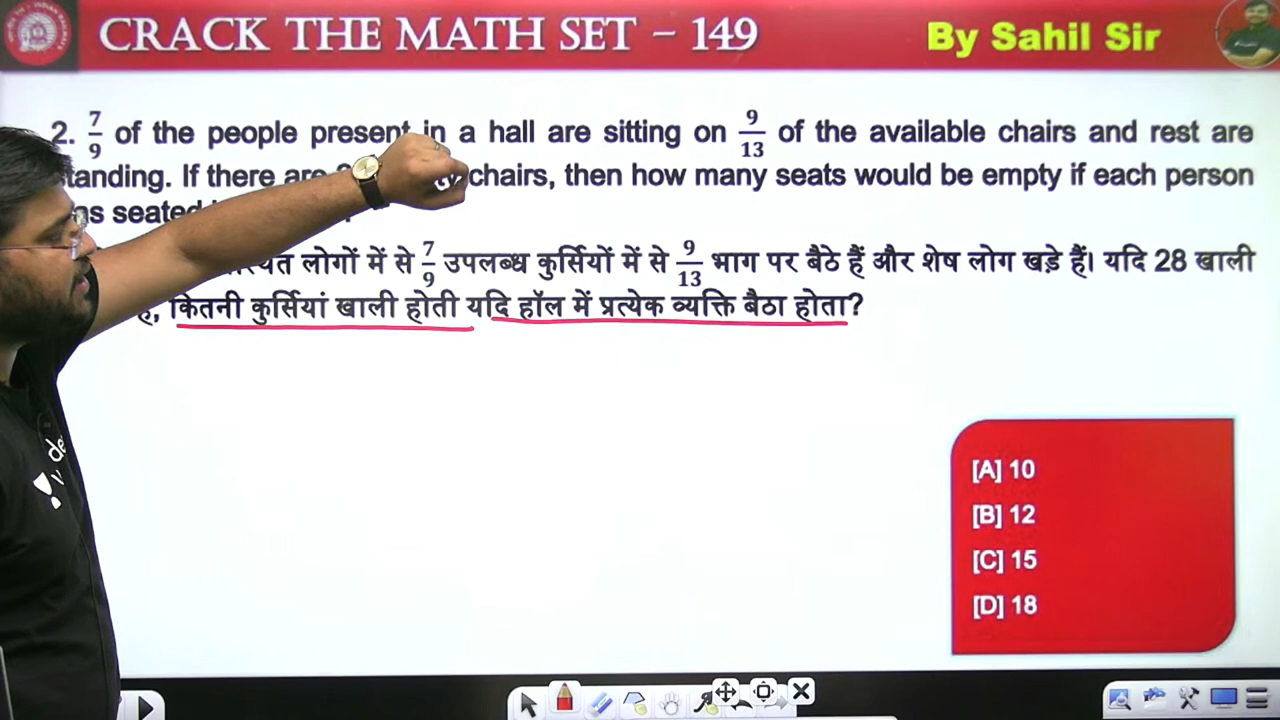 CRACK THE MATH SET – 149
By Sahil Sir
2. 7/9 of the people present in a hall are sitting on 9/13 of the available chairs and rest are
standing. If there are chairs, then how many seats would be empty if each person
seated
लोगों में से 7/9 उपलब्ध कुर्सियों में से 9/13 भाग पर बैठे हैं और शेष लोग खड़े हैं। यदि 28 खाली
कितनी कुर्सियां खाली होती यदि हॉल में प्रत्येक व्यक्ति बैठा होता?
[A] 10
[B] 12
[C] 15
[D] 18